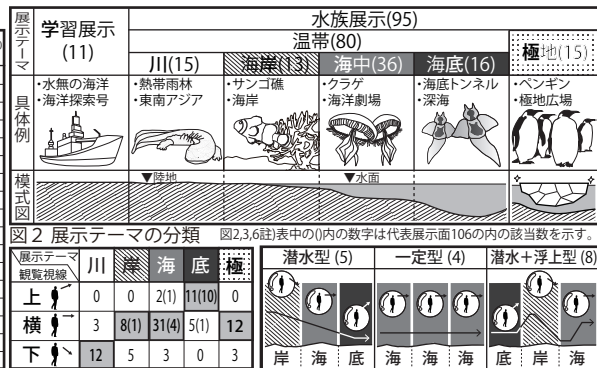 展示テーマ
学習展示
(11)
水族展示(95)
温帯(80)
川(15)
海岸(13)
海中(36)
海底(16)
極地(15)
具体例
・水無の海洋
・海洋探索号
・熱帯雨林
・東南アジア
・サンゴ礁
・海岸
・クラゲ
・海洋劇場
・海底トンネル
・深海
・ペンギン
・極地広場
模式図
▼陸地
▼水面
図2 展示テーマの分類 図2,3,6註)表中の()内の数字は代表展示面106の内の該当数を示す。
展示テーマ
観覧視線
川 岸 海 底 極
上 0 0 2(1) 11(10) 0
横 3 8(1) 31(4) 5(1) 12
下 12 5 3 0 3
潜水型 (5) 一定型 (4) 潜水＋浮上型 (8)
岸 海 底 海 海 海 底 岸 海